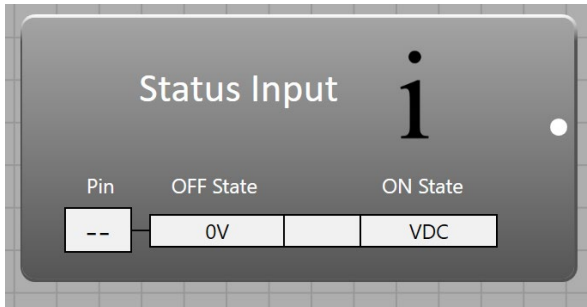 Status Input i
Pin OFF State ON State
-- 0V VDC